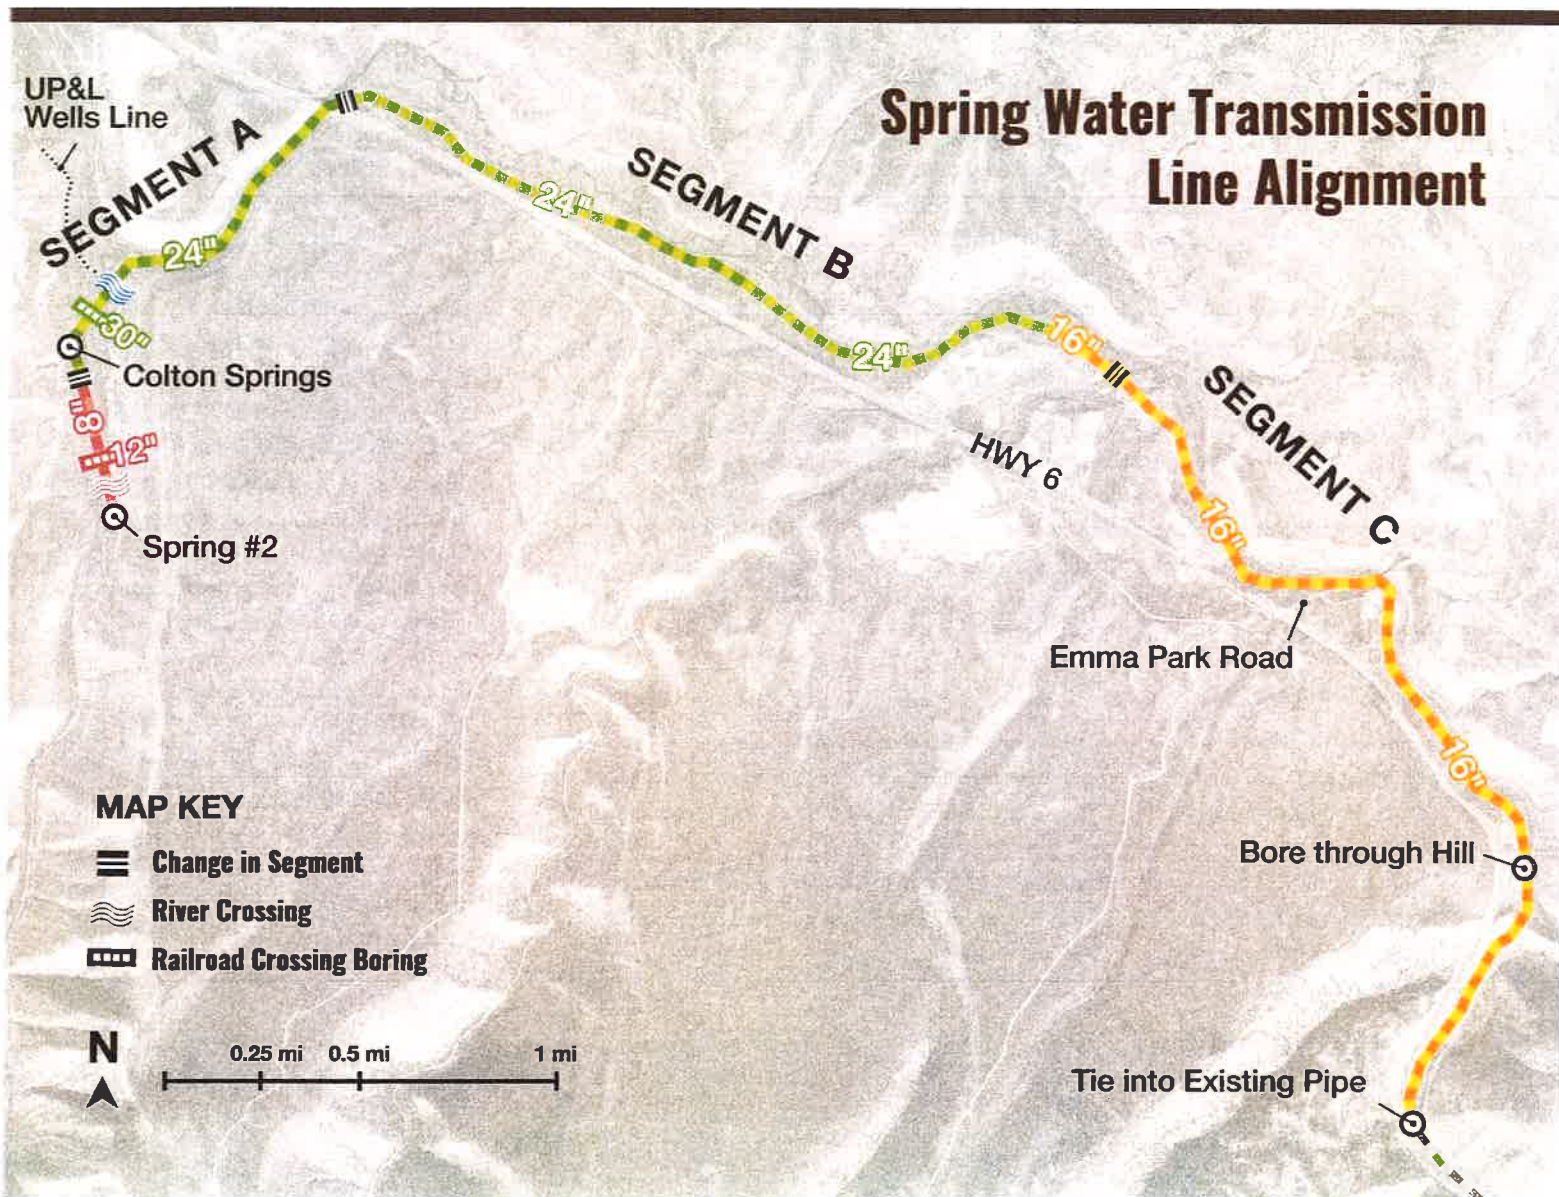 Spring Water Transmission
Line Alignment
UP&L
Wells Line
SEGMENT A
24"
30"
Colton Springs
8"
12"
Spring #2
SEGMENT B
24"
24"
16"
HWY 6
SEGMENT C
16"
Emma Park Road
16"
Bore through Hill
Tie into Existing Pipe
MAP KEY
Change in Segment
River Crossing
Railroad Crossing Boring
N
0.25 mi 0.5 mi 1 mi